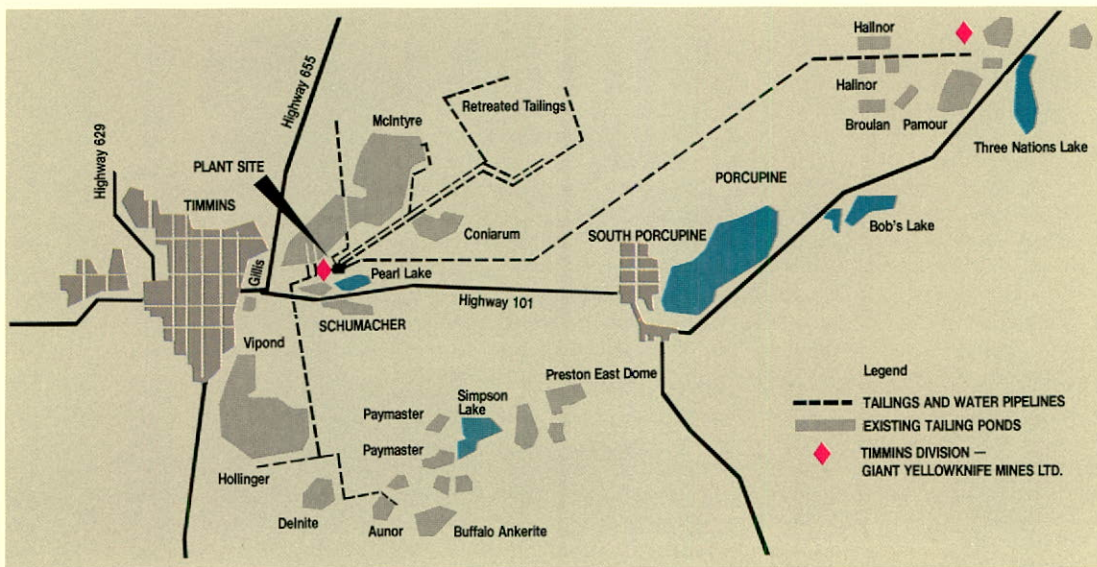 Hallnor
Highway 655
McIntyre
Retreated Tailings
Hallnor
Highway 629
PLANT SITE
Broulan
Pamour
Three Nations Lake
TIMMINS
PORCUPINE
Coniarum
Bob's Lake
SOUTH PORCUPINE
Gillis
Pearl Lake
Highway 101
SCHUMACHER
Vipond
Preston East Dome
Simpson
Lake
Paymaster
Paymaster
Hollinger
Delnite
Aunor
Buffalo Ankerite
Legend
TAILINGS AND WATER PIPELINES
EXISTING TAILING PONDS
TIMMINS DIVISION —
GIANT YELLOWKNIFE MINES LTD.